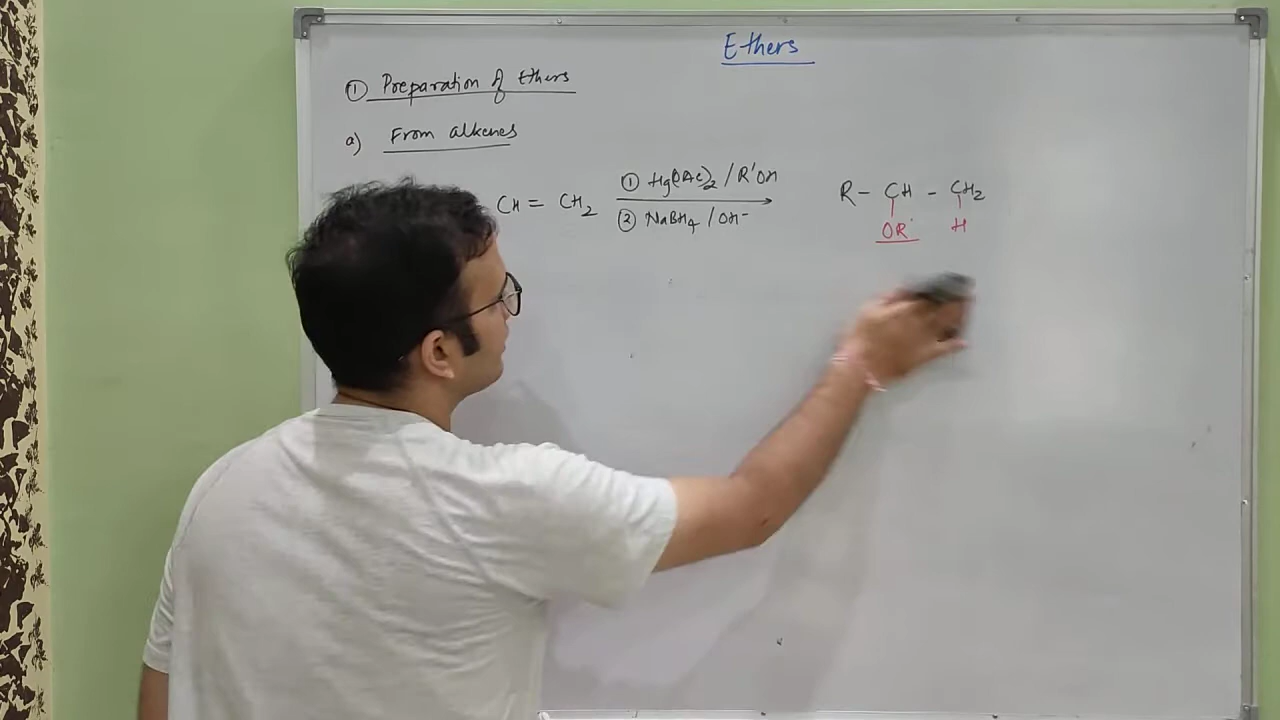 Ethers
① Preparation of Ethers
a) From alkenes
CH = CH₂
① Hg(OAc)₂ / R'OH
② NaBH₄ / OH⁻
R - CH - CH₂
OR' H